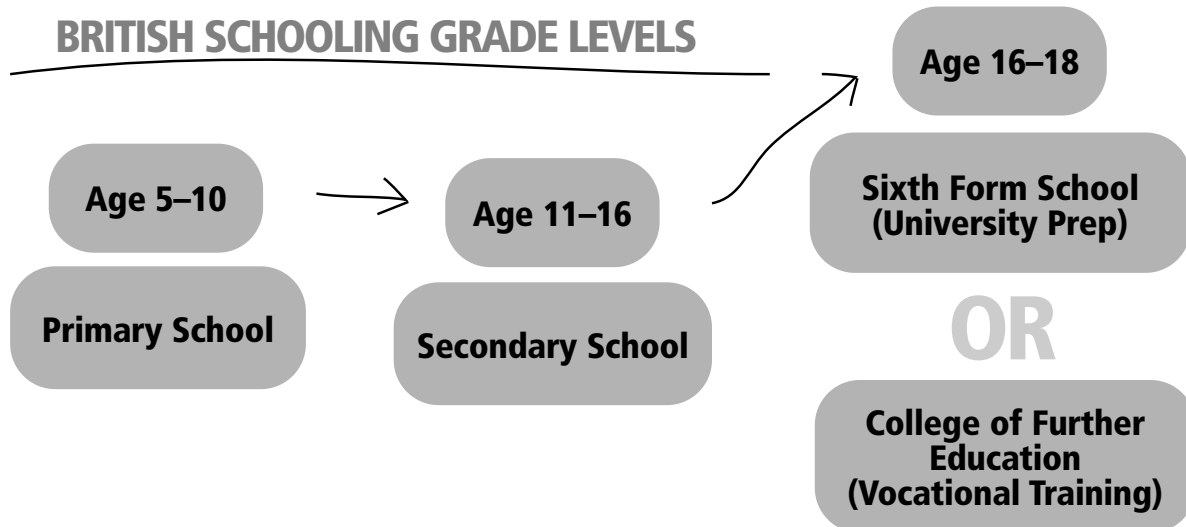 BRITISH SCHOOLING GRADE LEVELS
Age 5–10
Primary School
Age 11–16
Secondary School
Age 16–18
Sixth Form School
(University Prep)
OR
College of Further
Education
(Vocational Training)